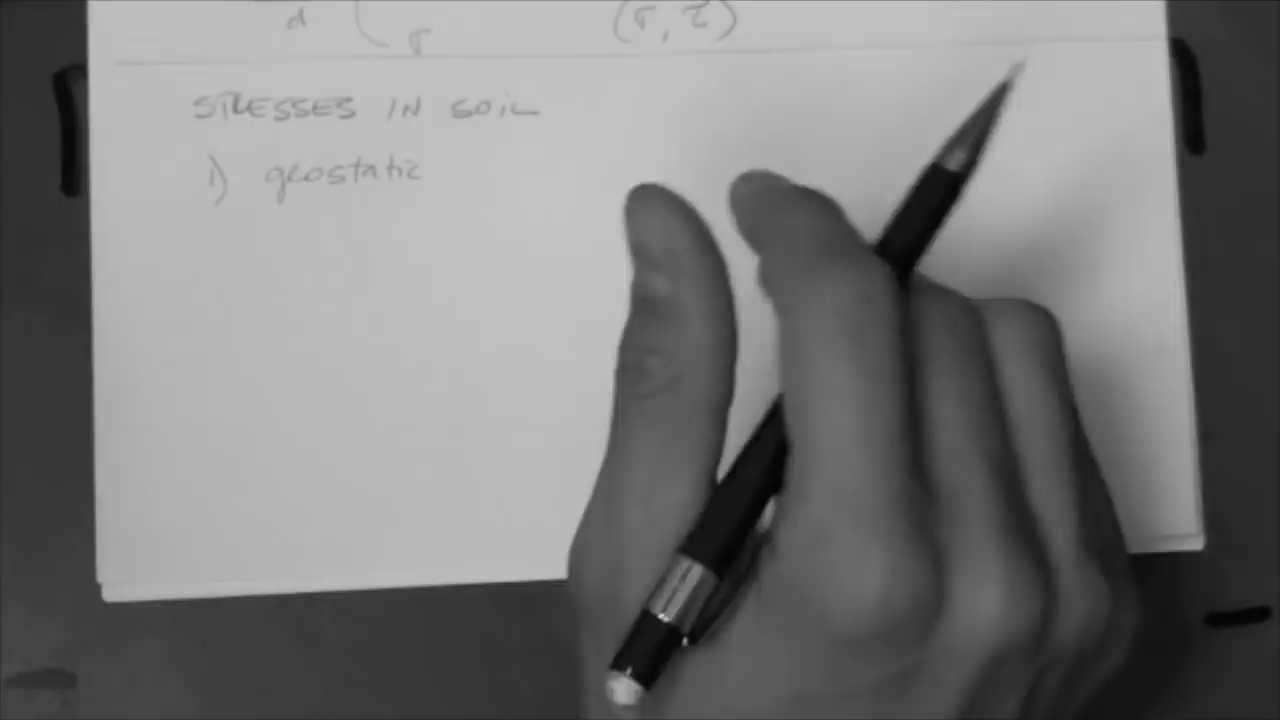 d ( σ (σ, τ)
STRESSES IN SOIL
1) geostatic